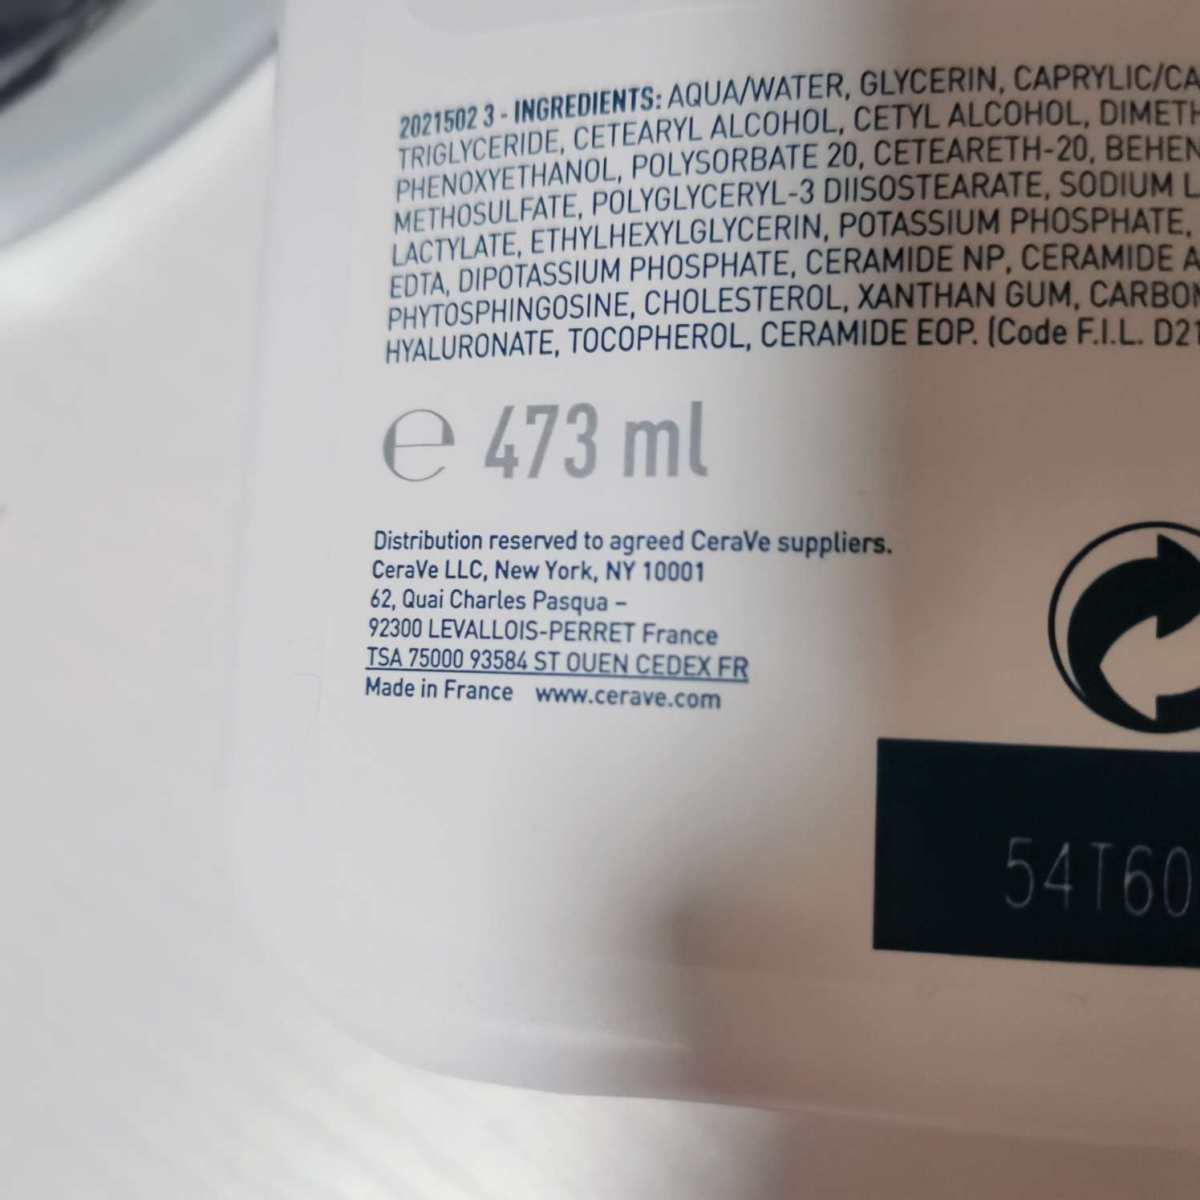 2021502 3 - INGREDIENTS: AQUA/WATER, GLYCERIN, CAPRYLIC/CA
TRIGLYCERIDE, CETEARYL ALCOHOL, CETYL ALCOHOL, DIMETH
PHENOXYETHANOL, POLYSORBATE 20, CETEARETH-20, BEHEN
METHOSULFATE, POLYGLYCERYL-3 DIISOSTEARATE, SODIUM L
LACTYLATE, ETHYLHEXYLGLYCERIN, POTASSIUM PHOSPHATE,
EDTA, DIPOTASSIUM PHOSPHATE, CERAMIDE NP, CERAMIDE A
PHYTOSPHINGOSINE, CHOLESTEROL, XANTHAN GUM, CARBOM
HYALURONATE, TOCOPHEROL, CERAMIDE EOP. (Code F.I.L. D21
e 473 ml
Distribution reserved to agreed CeraVe suppliers.
CeraVe LLC, New York, NY 10001
62, Quai Charles Pasqua –
92300 LEVALLOIS-PERRET France
TSA 75000 93584 ST OUEN CEDEX FR
Made in France www.cerave.com
54T60